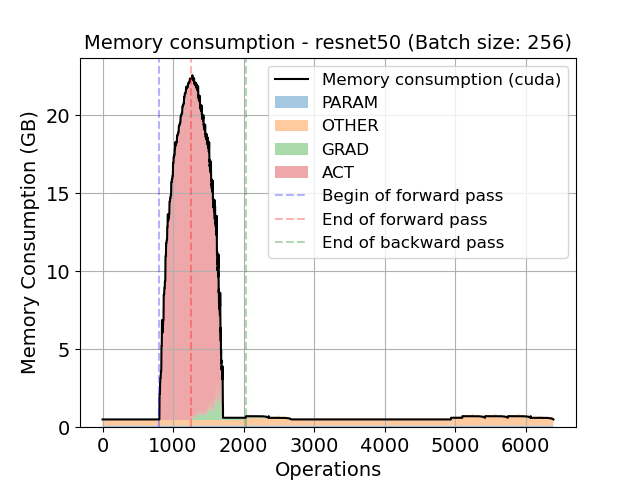 Memory consumption - resnet50 (Batch size: 256)
Memory consumption (cuda)
PARAM
OTHER
GRAD
ACT
Begin of forward pass
End of forward pass
End of backward pass
Memory Consumption (GB)
20
15
10
5
0
0 1000 2000 3000 4000 5000 6000
Operations